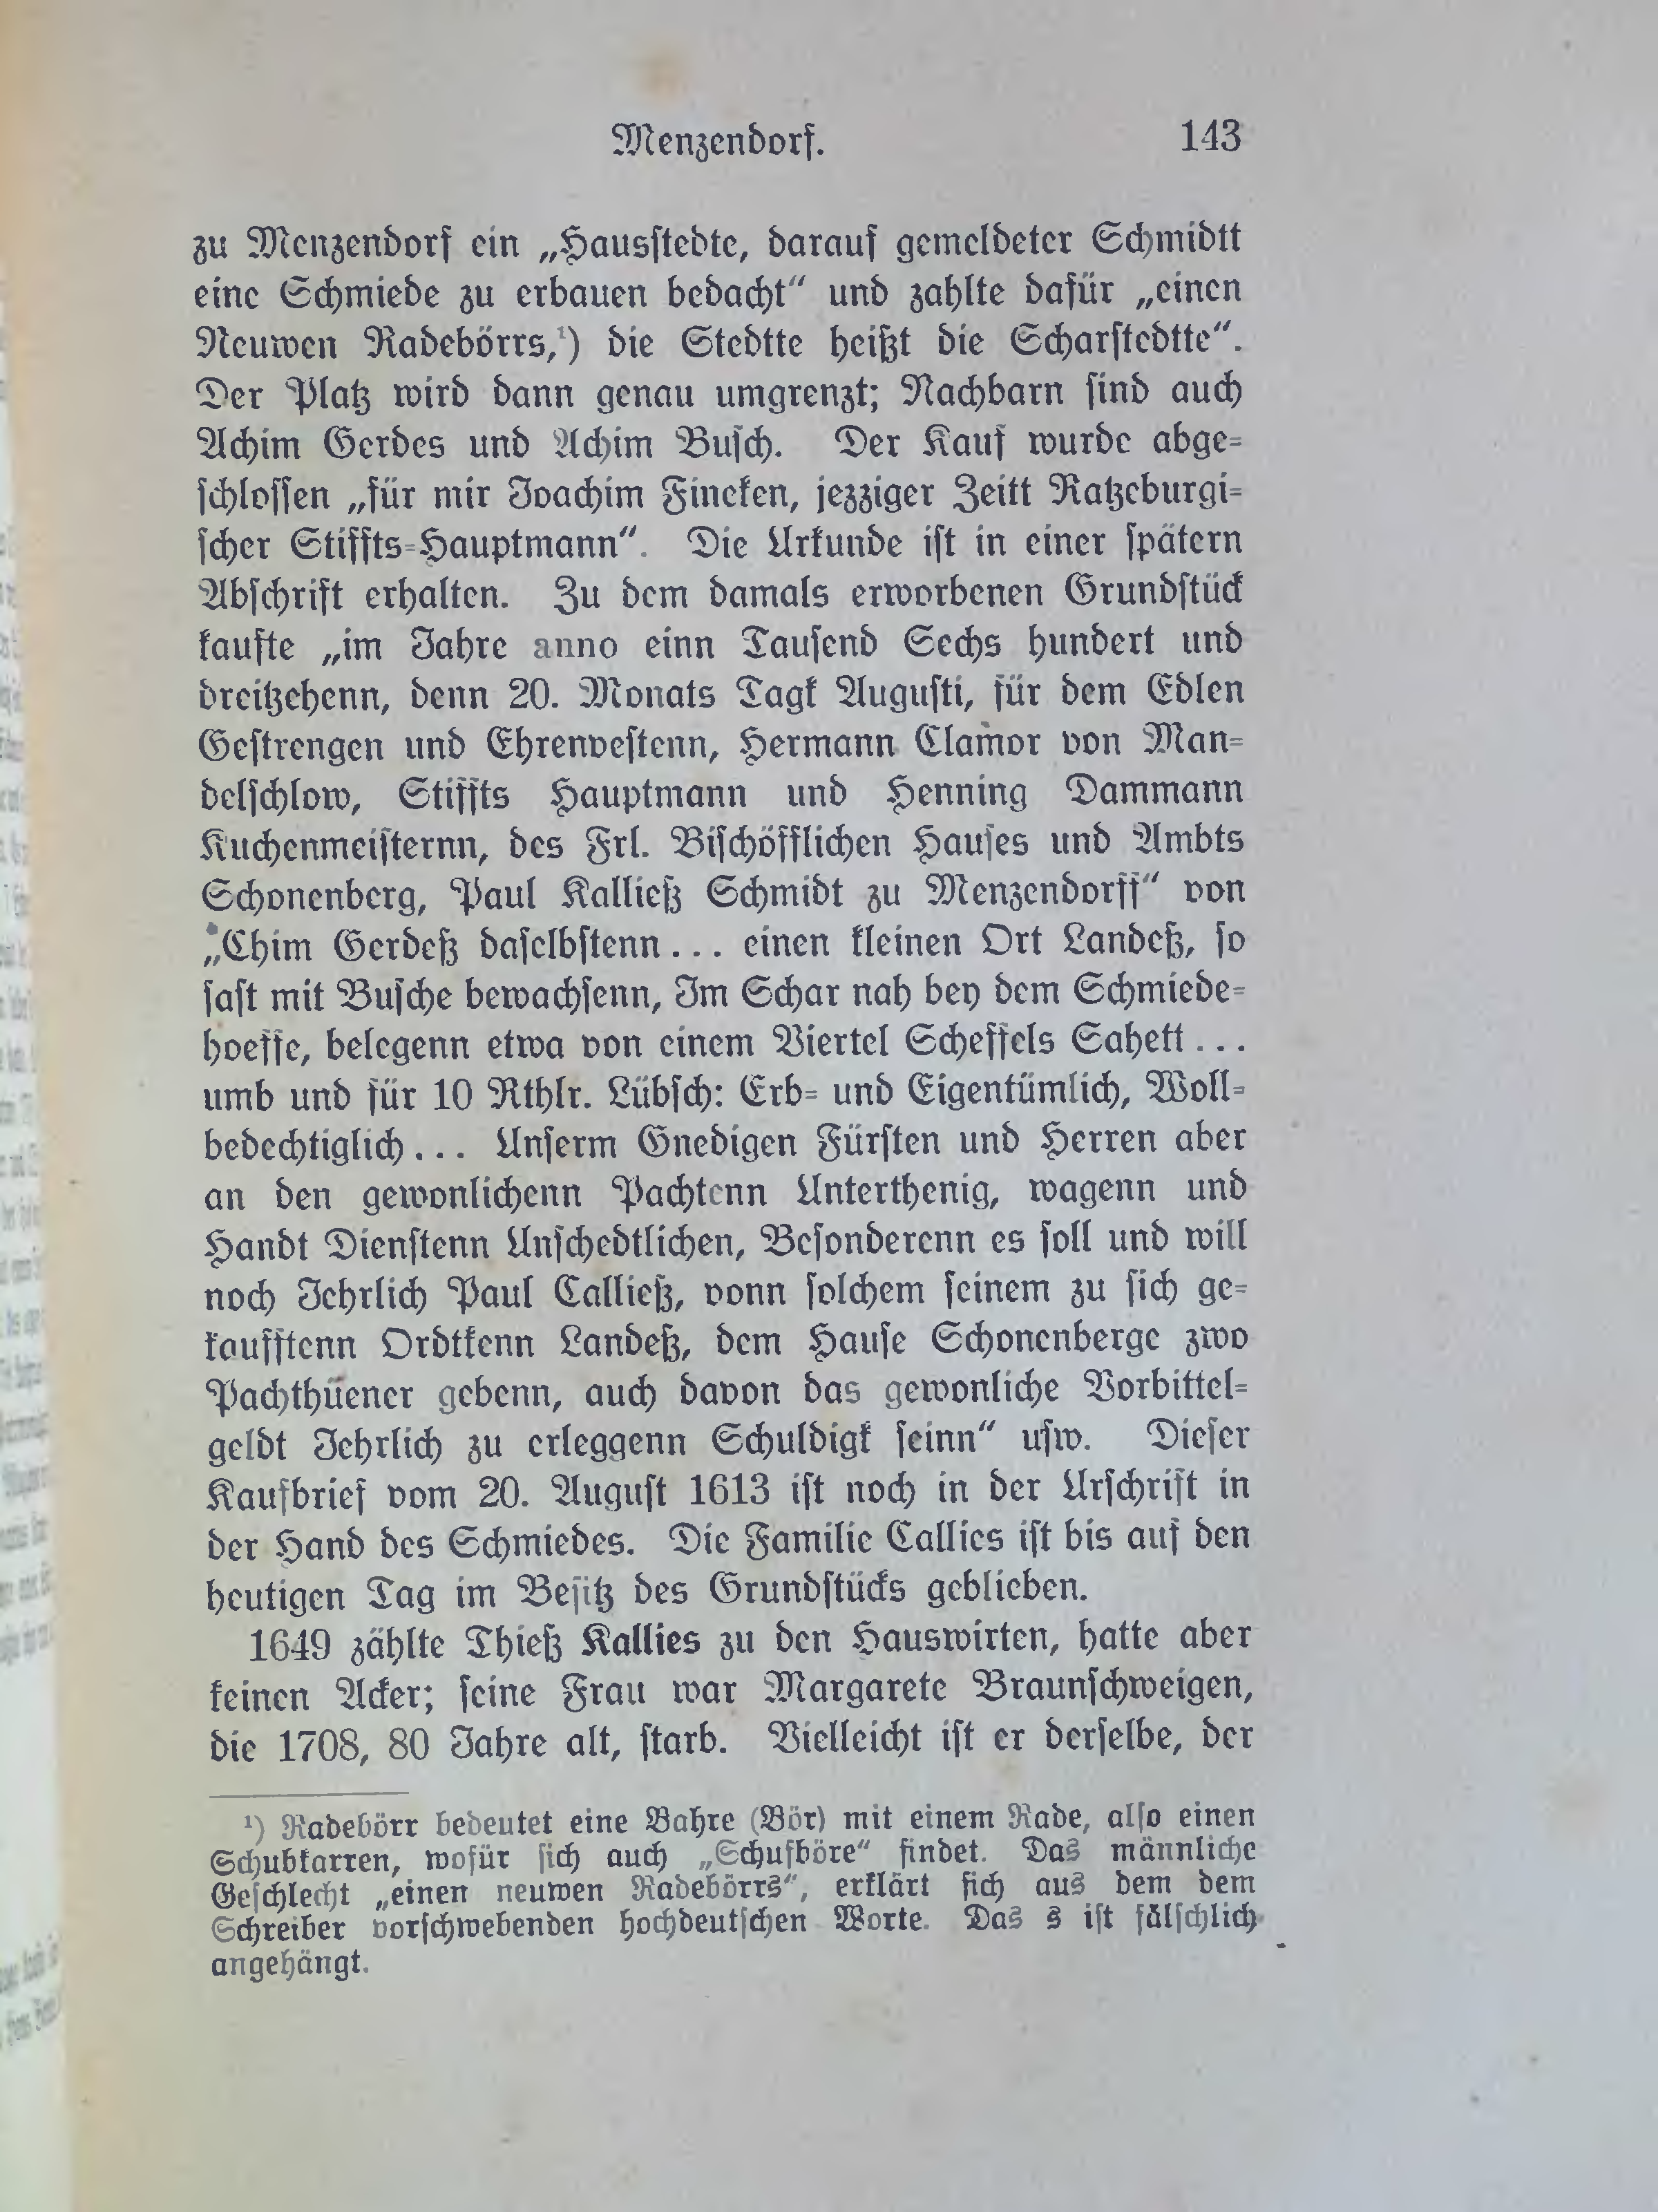 Menzendorf. 143
zu Menzendorf ein „Hausstedte, darauf gemeldeter Schmidtt
eine Schmiede zu erbauen bedacht“ und zahlte dafür „einen
Neuwen Radebörrs,¹) die Stedtte heißt die Scharstedtte“.
Der Platz wird dann genau umgrenzt; Nachbarn sind auch
Achim Gerdes und Achim Busch. Der Kauf wurde abge-
schlossen „für mir Joachim Fincken, jezziger Zeitt Ratzeburgi-
scher Stiffts-Hauptmann“. Die Urkunde ist in einer spätern
Abschrift erhalten. Zu dem damals erworbenen Grundstück
kaufte „im Jahre anno einn Tausend Sechs hundert und
dreitzehenn, denn 20. Monats Tagk Augusti, für dem Edlen
Gestrengen und Ehrenvestenn, Hermann Clamor von Man-
delschlow, Stiffts Hauptmann und Henning Dammann
Kuchenmeisternn, des Frl. Bischöfflichen Hauses und Ambts
Schonenberg, Paul Kalließ Schmidt zu Menzendorff“ von
„Chim Gerdeß daselbstenn... einen kleinen Ort Landeß, so
fast mit Busche bewachsenn, Im Schar nah bey dem Schmiede-
hoeffe, belegenn etwa von einem Viertel Scheffels Sahett...
umb und für 10 Rthlr. Lübsch: Erb- und Eigentümlich, Woll-
bedechtiglich... Unserm Gnedigen Fürsten und Herren aber
an den gewonlichenn Pachtenn Unterthenig, wagenn und
Handt Dienstenn Unschedtlichen, Besonderenn es soll und will
noch Jehrlich Paul Calließ, vonn solchem seinem zu sich ge-
kaufftenn Ordtkenn Landeß, dem Hause Schonenberge zwo
Pachthüener gebenn, auch davon das gewonliche Vorbittel-
geldt Jehrlich zu erleggenn Schuldigk seinn“ usw. Dieser
Kaufbrief vom 20. August 1613 ist noch in der Urschrift in
der Hand des Schmiedes. Die Familie Callies ist bis auf den
heutigen Tag im Besitz des Grundstücks geblieben.
1649 zählte Thieß Kallies zu den Hauswirten, hatte aber
keinen Acker; seine Frau war Margarete Braunschweigen,
die 1708, 80 Jahre alt, starb. Vielleicht ist er derselbe, der
¹) Radebörr bedeutet eine Bahre (Bör) mit einem Rade, also einen
Schubkarren, wofür sich auch „Schufböre“ findet. Das männliche
Geschlecht „einen neuwen Radebörrs“, erklärt sich aus dem dem
Schreiber vorschwebenden hochdeutschen Worte. Das s ist fälschlich
angehängt.